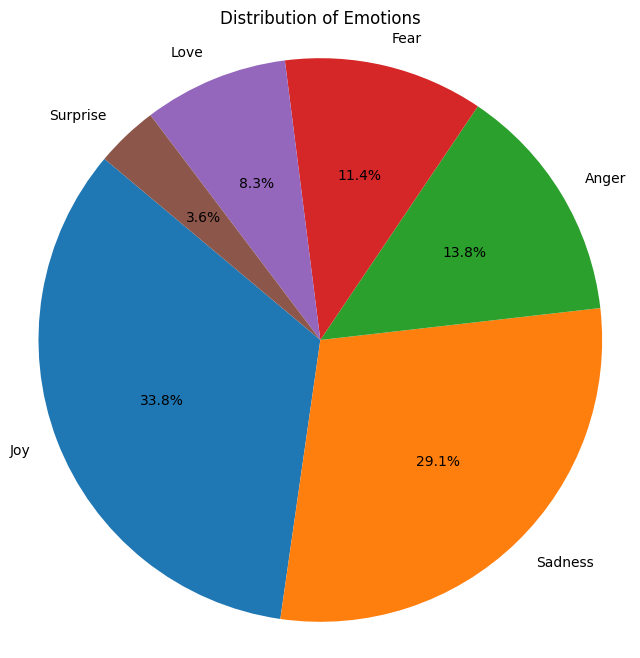 Distribution of Emotions
Fear
Love
Surprise
Anger
11.4%
8.3%
3.6%
13.8%
33.8%
Joy
29.1%
Sadness